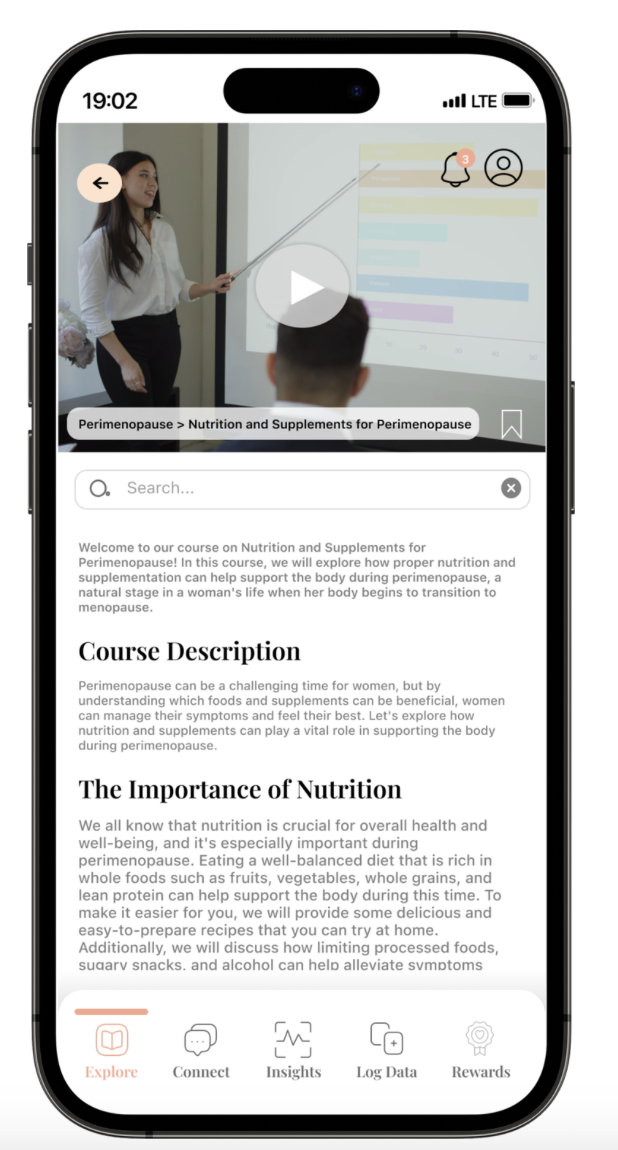 19:02
LTE
3
Perimenopause > Nutrition and Supplements for Perimenopause
Search...
Welcome to our course on Nutrition and Supplements for
Perimenopause! In this course, we will explore how proper nutrition and
supplementation can help support the body during perimenopause, a
natural stage in a woman's life when her body begins to transition to
menopause.
Course Description
Perimenopause can be a challenging time for women, but by
understanding which foods and supplements can be beneficial, women
can manage their symptoms and feel their best. Let's explore how
nutrition and supplements can play a vital role in supporting the body
during perimenopause.
The Importance of Nutrition
We all know that nutrition is crucial for overall health and
well-being, and it's especially important during
perimenopause. Eating a well-balanced diet that is rich in
whole foods such as fruits, vegetables, whole grains, and
lean protein can help support the body during this time. To
make it easier for you, we will provide some delicious and
easy-to-prepare recipes that you can try at home.
Additionally, we will discuss how limiting processed foods,
sugary snacks, and alcohol can help alleviate symptoms
Explore
Connect
Insights
Log Data
Rewards